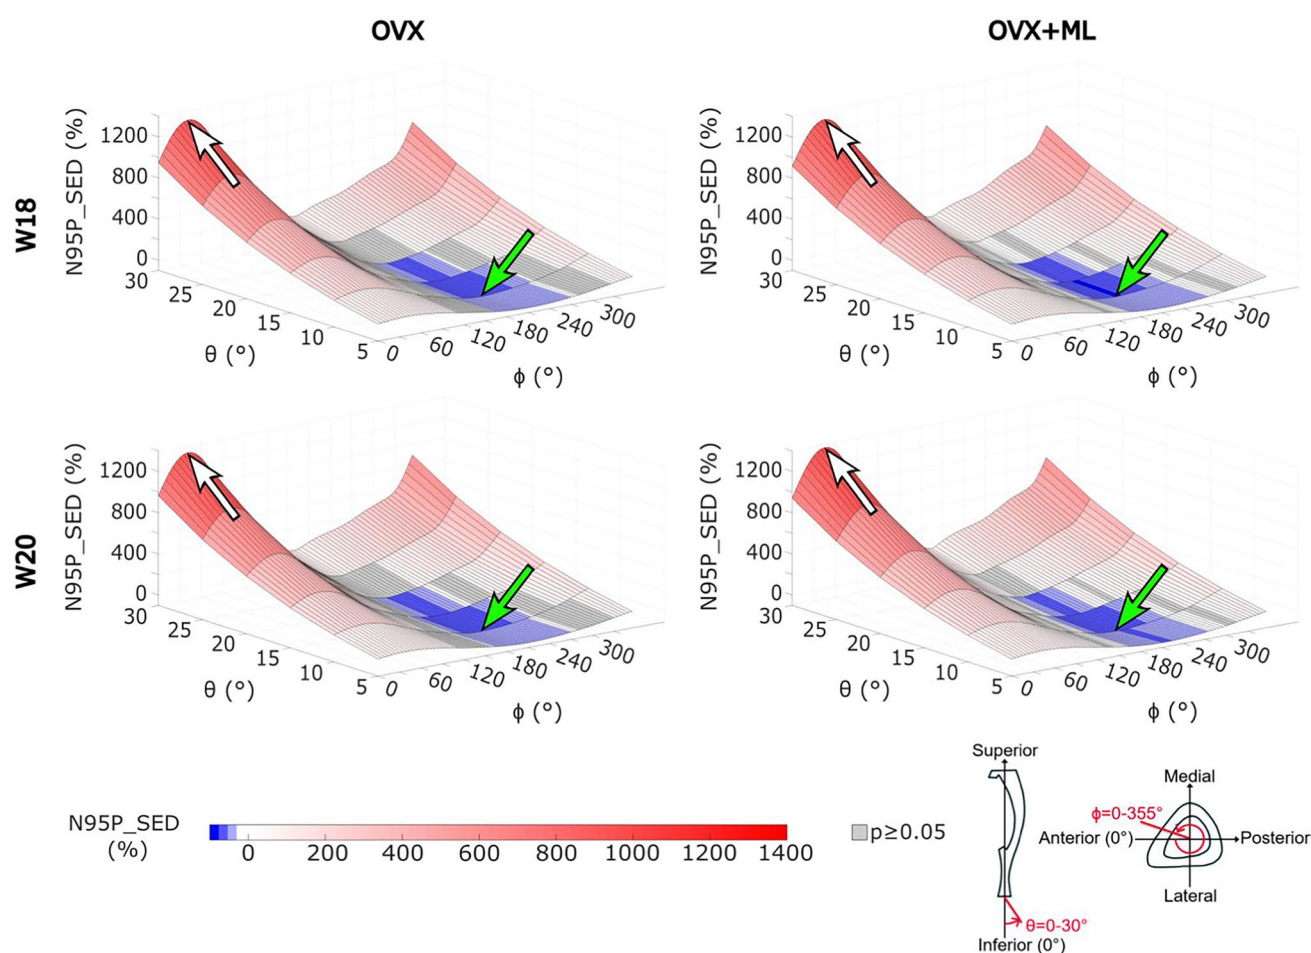 OVX
OVX+ML
W18
N95P_SED (%)
1200
800
400
0
30
25
20
15
10
5
θ (°)
0
60
120
180
240
300
ϕ (°)
N95P_SED (%)
1200
800
400
0
30
25
20
15
10
5
θ (°)
0
60
120
180
240
300
ϕ (°)
W20
N95P_SED (%)
1200
800
400
0
30
25
20
15
10
5
θ (°)
0
60
120
180
240
300
ϕ (°)
N95P_SED (%)
1200
800
400
0
30
25
20
15
10
5
θ (°)
0
60
120
180
240
300
ϕ (°)
N95P_SED
(%)
0 200 400 600 800 1000 1200 1400
p≥0.05
Superior
θ=0-30°
Inferior (0°)
Medial
ϕ=0-355°
Anterior (0°)
Posterior
Lateral